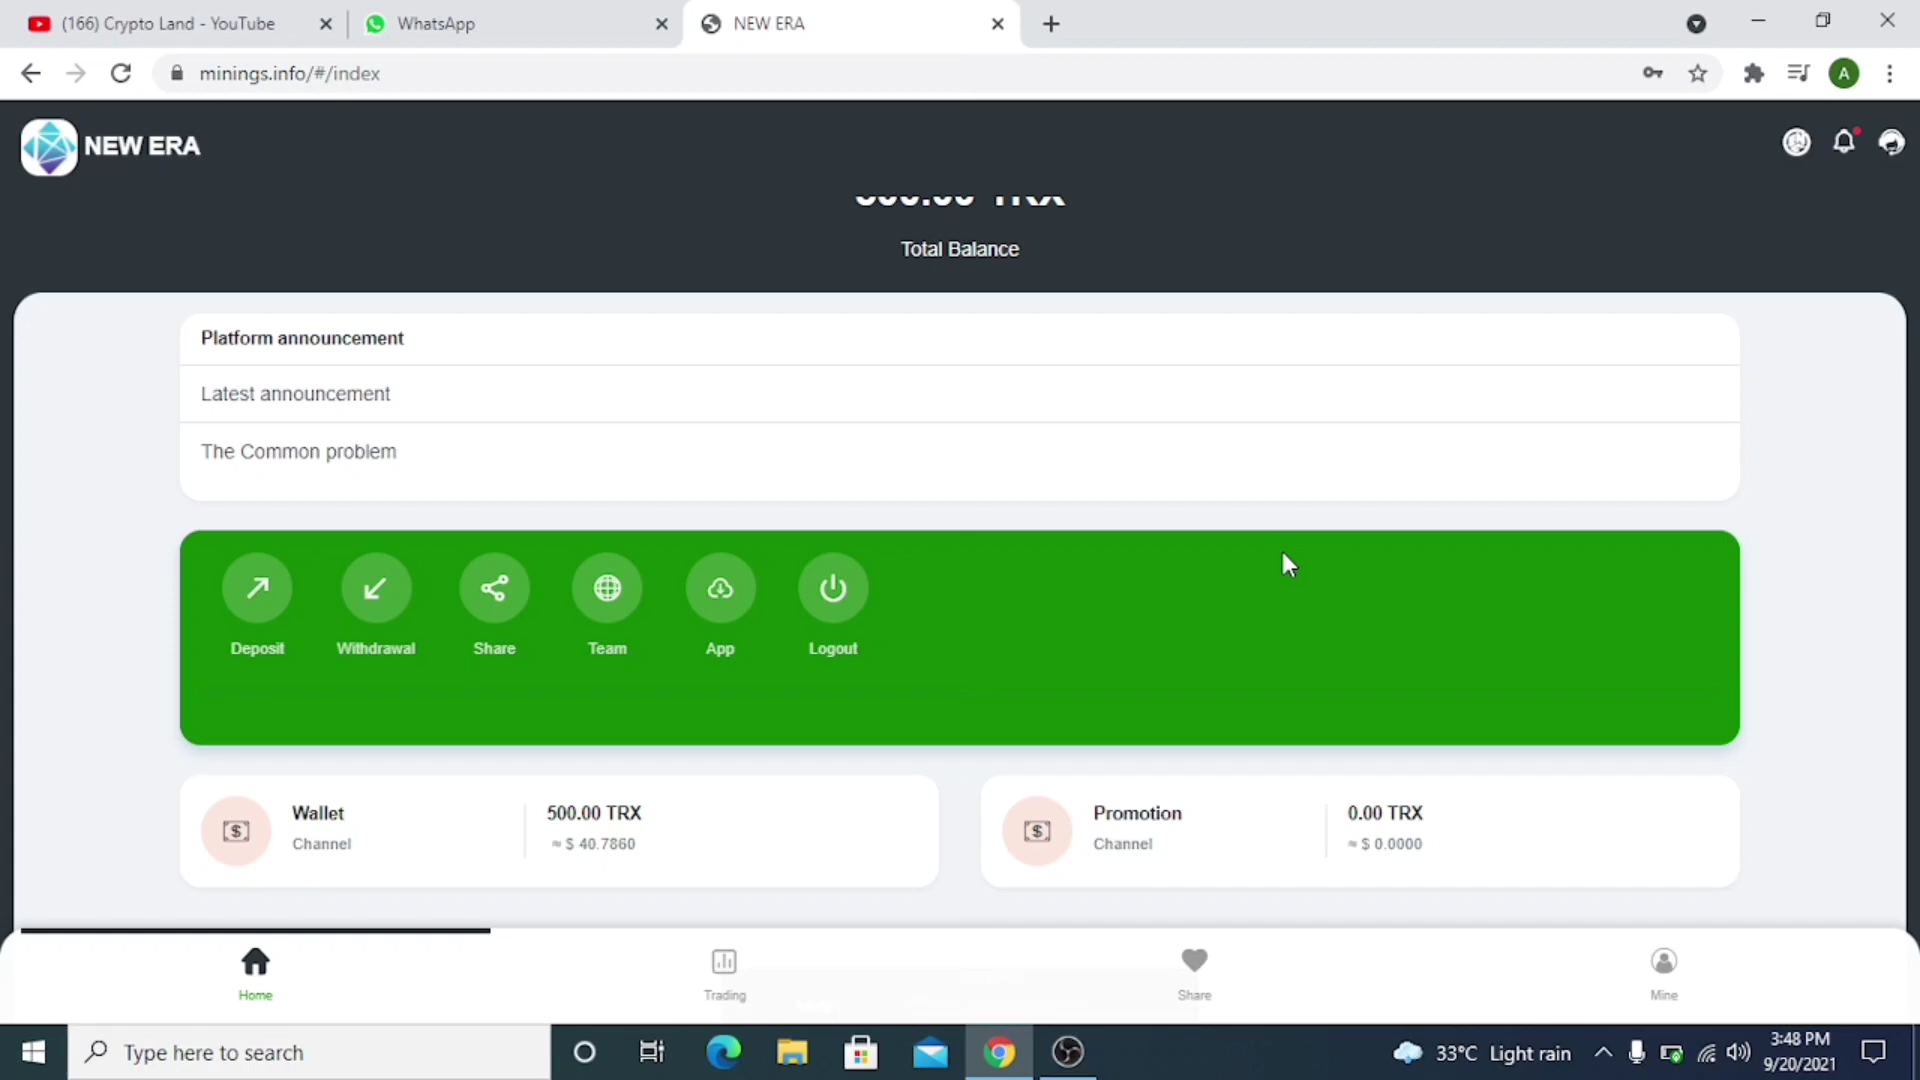 (166) Crypto Land - YouTube
WhatsApp
NEW ERA
minings.info/#/index
A
NEW ERA
Total Balance
Platform announcement
Latest announcement
The Common problem
Deposit
Withdrawal
Share
Team
App
Logout
Wallet
Channel
500.00 TRX
≈ $ 40.7860
Promotion
Channel
0.00 TRX
≈ $ 0.0000
Home
Trading
Share
Mine
Type here to search
33°C Light rain
3:48 PM
9/20/2021